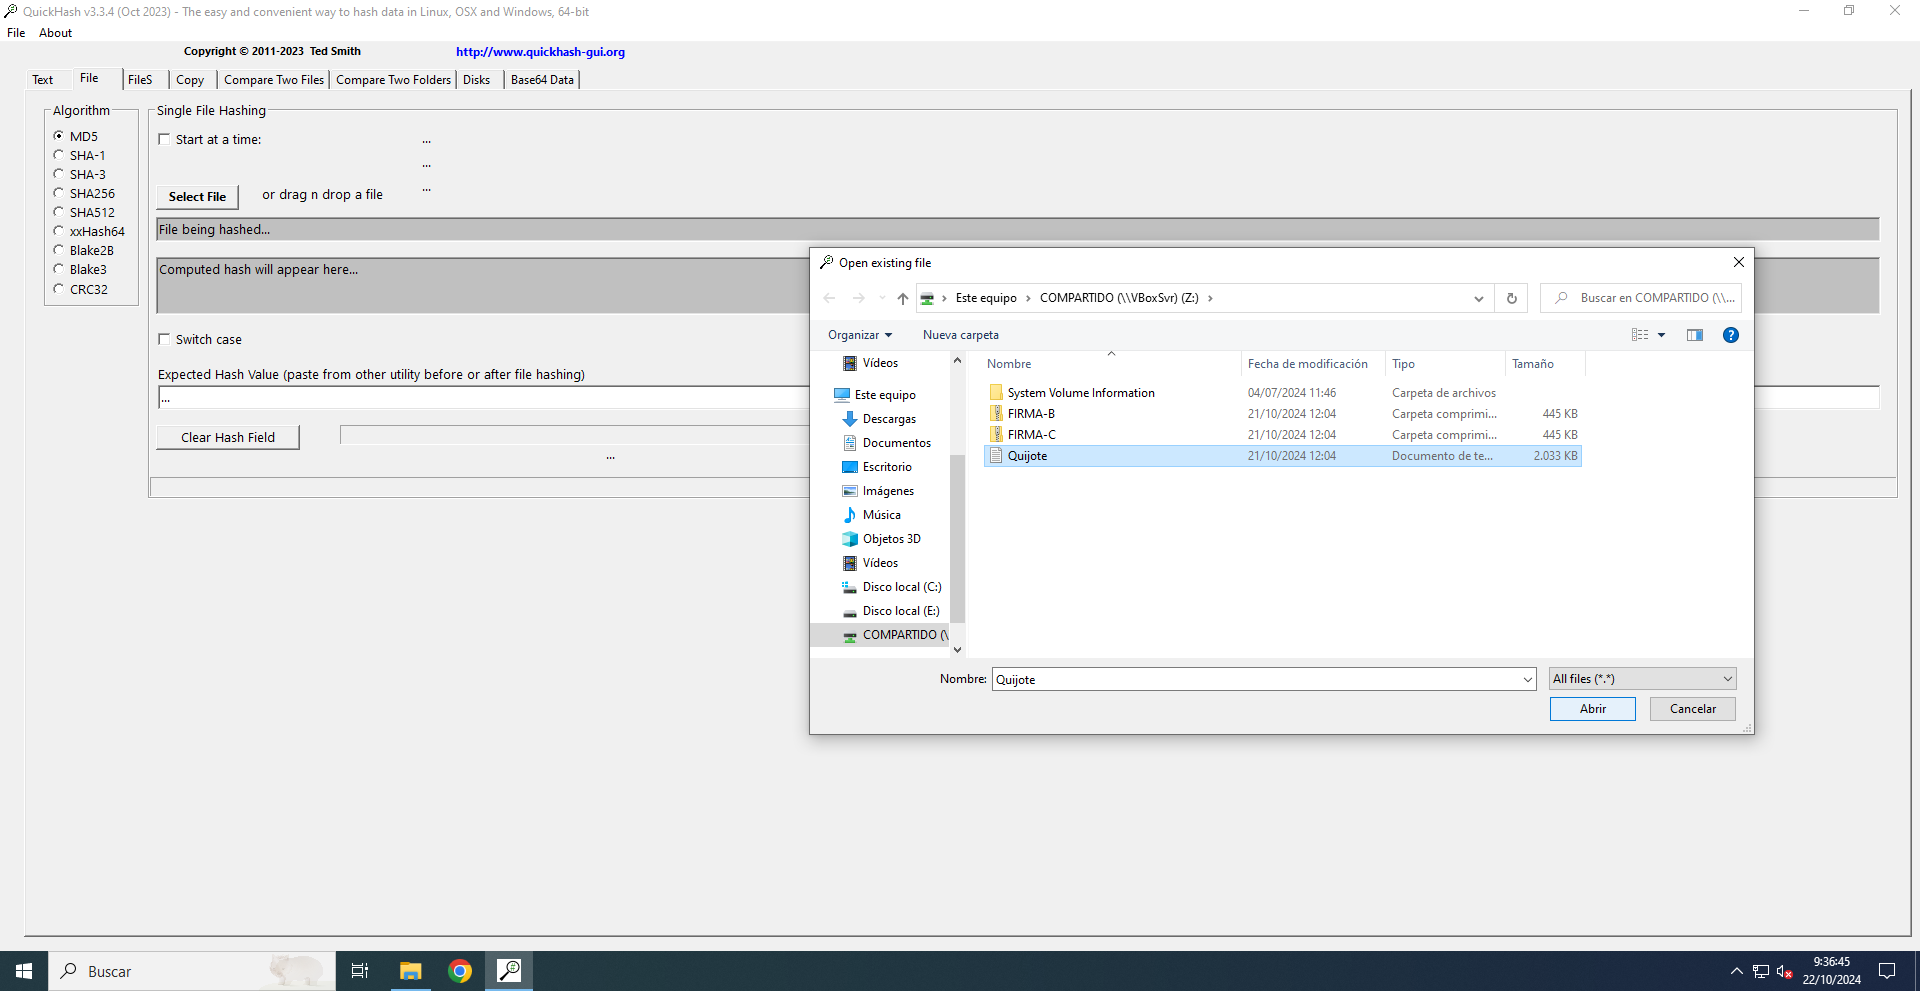 QuickHash v3.3.4 (Oct 2023) - The easy and convenient way to hash data in Linux, OSX and Windows, 64-bit
File About
Copyright © 2011-2023 Ted Smith http://www.quickhash-gui.org
Text File FileS Copy Compare Two Files Compare Two Folders Disks Base64 Data
Algorithm
MD5
SHA-1
SHA-3
SHA256
SHA512
xxHash64
Blake2B
Blake3
CRC32
Single File Hashing
Start at a time: ...
...
Select File or drag n drop a file ...
File being hashed...
Computed hash will appear here...
Switch case
Expected Hash Value (paste from other utility before or after file hashing)
...
Clear Hash Field
...
Open existing file
Este equipo COMPARTIDO (\\VBoxSvr) (Z:)
Buscar en COMPARTIDO (\\...
Organizar Nueva carpeta
Vídeos
Este equipo
Descargas
Documentos
Escritorio
Imágenes
Música
Objetos 3D
Vídeos
Disco local (C:)
Disco local (E:)
COMPARTIDO (\
Nombre Fecha de modificación Tipo Tamaño
System Volume Information 04/07/2024 11:46 Carpeta de archivos
FIRMA-B 21/10/2024 12:04 Carpeta comprimi... 445 KB
FIRMA-C 21/10/2024 12:04 Carpeta comprimi... 445 KB
Quijote 21/10/2024 12:04 Documento de te... 2.033 KB
Nombre: Quijote All files (*.*)
Abrir Cancelar
Buscar
9:36:45
22/10/2024